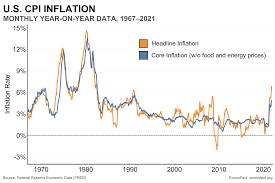 U.S. CPI INFLATION
MONTHLY YEAR-ON-YEAR DATA, 1967–2021
15%
12%
9%
6%
3%
0%
-3%
Inflation Rate
Headline Inflation
Core Inflation (w/o food and energy prices)
1970
1980
1990
2000
2010
2020
Source: Federal Reserve Economic Data (FRED)